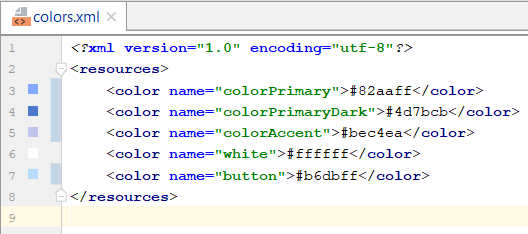 colors.xml
1 <?xml version="1.0" encoding="utf-8"?>
2 <resources>
3     <color name="colorPrimary">#82aaff</color>
4     <color name="colorPrimaryDark">#4d7bcb</color>
5     <color name="colorAccent">#bec4ea</color>
6     <color name="white">#ffffff</color>
7     <color name="button">#b6dbff</color>
8 </resources>
9